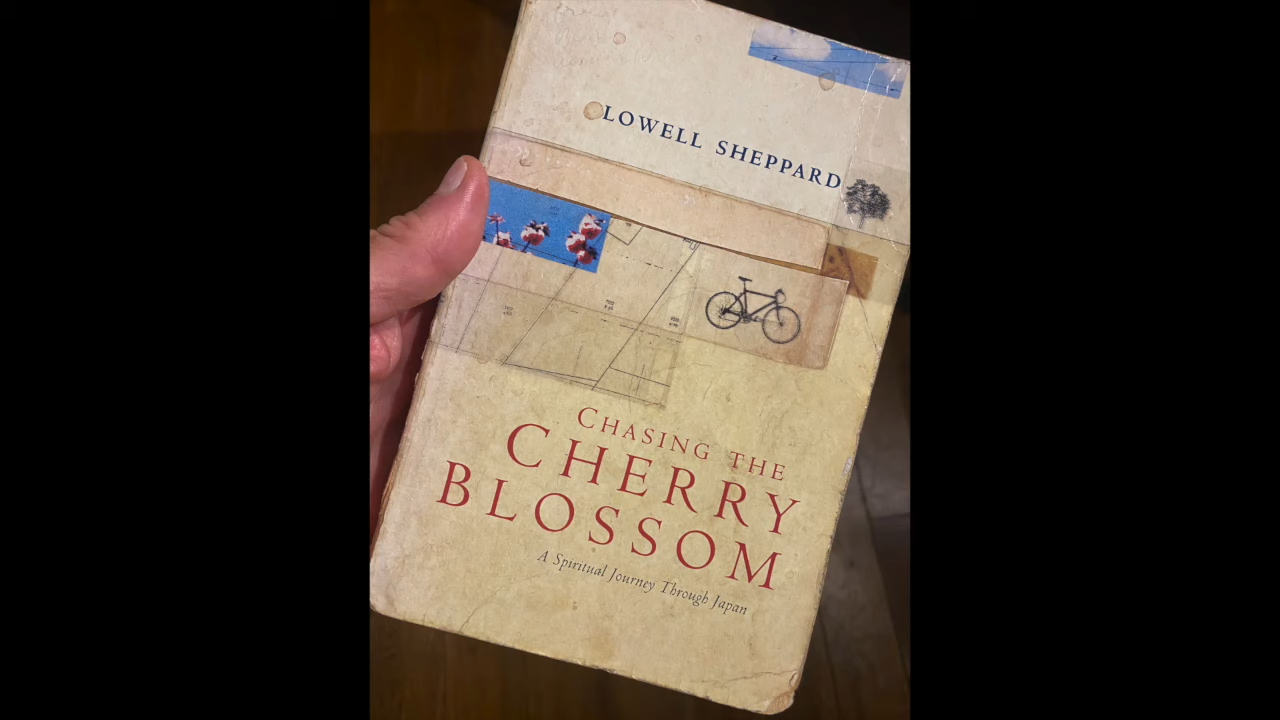 LOWELL SHEPPARD
CHASING THE
CHERRY
BLOSSOM
A Spiritual Journey Through Japan